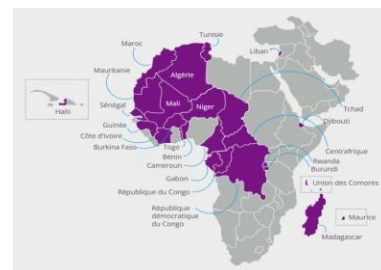 Tunisie
Maroc
Liban
Algérie
Mauritanie
Mali
Niger
Haïti
Sénégal
Tchad
Djibouti
Guinée
Côte d'Ivoire
Centrafrique
Burkina Faso
Togo
Rwanda
Bénin
Burundi
Cameroun
Gabon
Union des Comores
République du Congo
République
démocratique
du Congo
Maurice
Madagascar